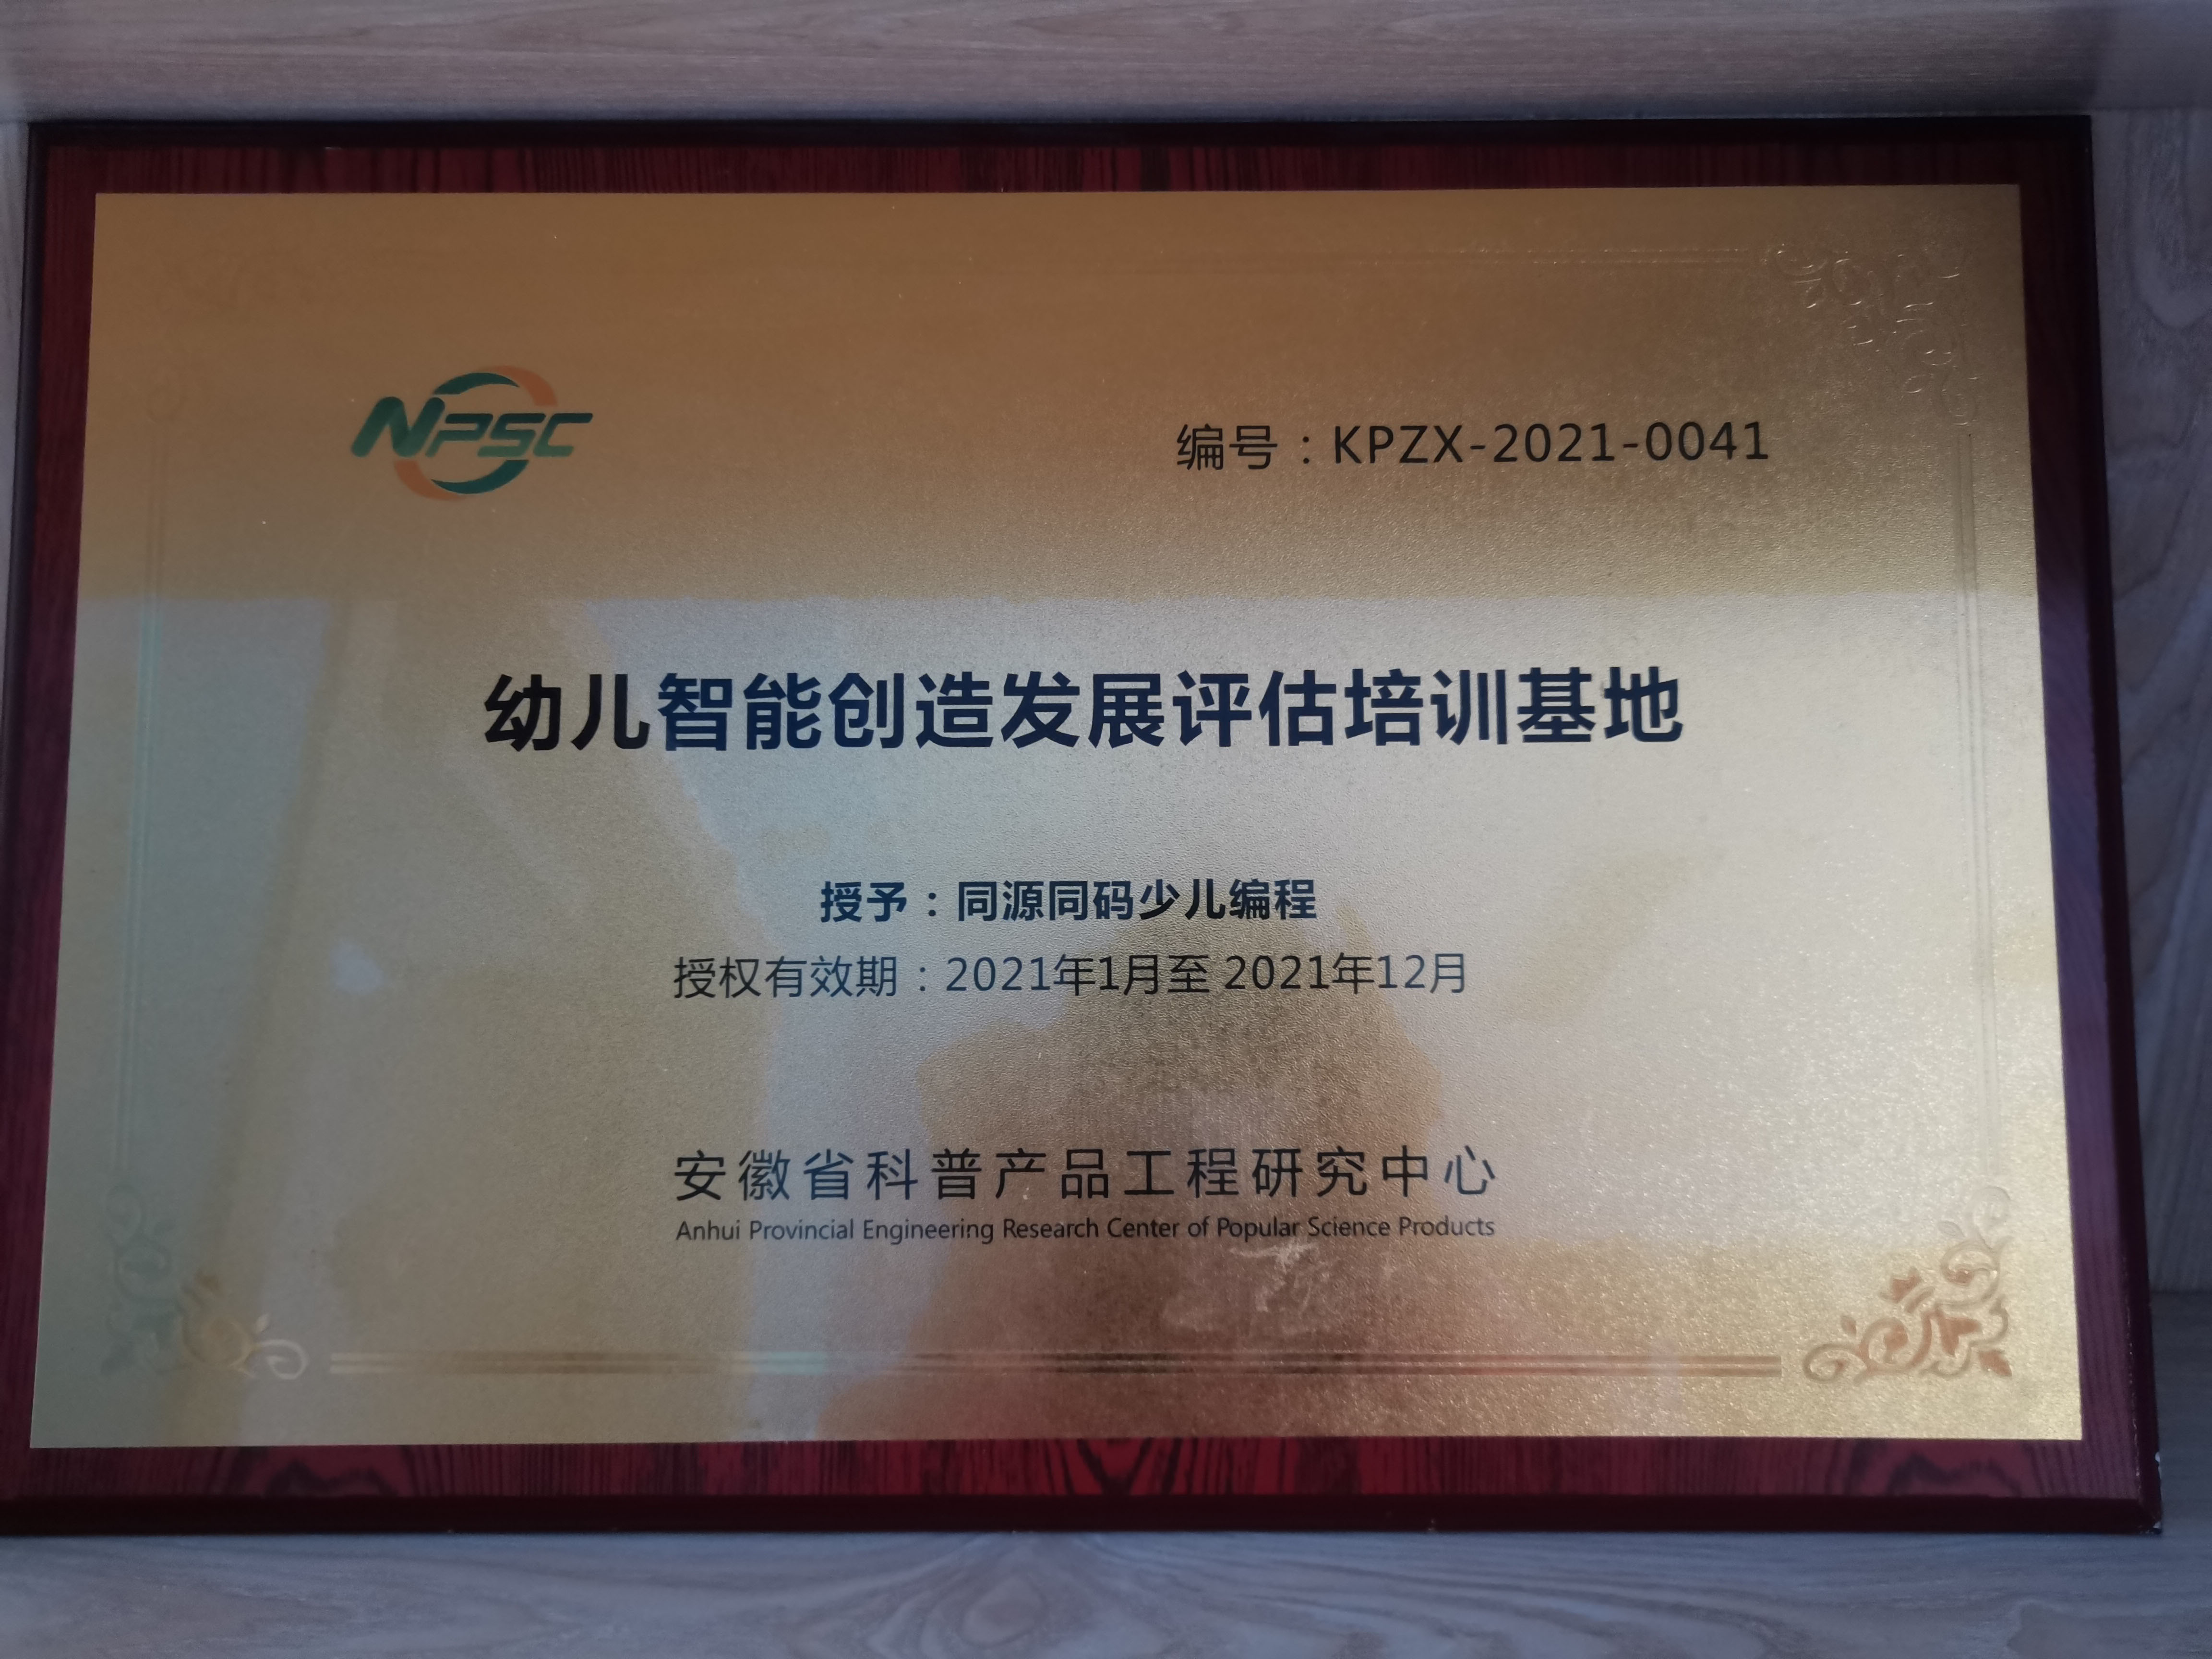 NPSC
编号：KPZX-2021-0041
幼儿智能创造发展评估培训基地
授予：同源同码少儿编程
授权有效期：2021年1月至2021年12月
安徽省科普产品工程研究中心
Anhui Provincial Engineering Research Center of Popular Science Products